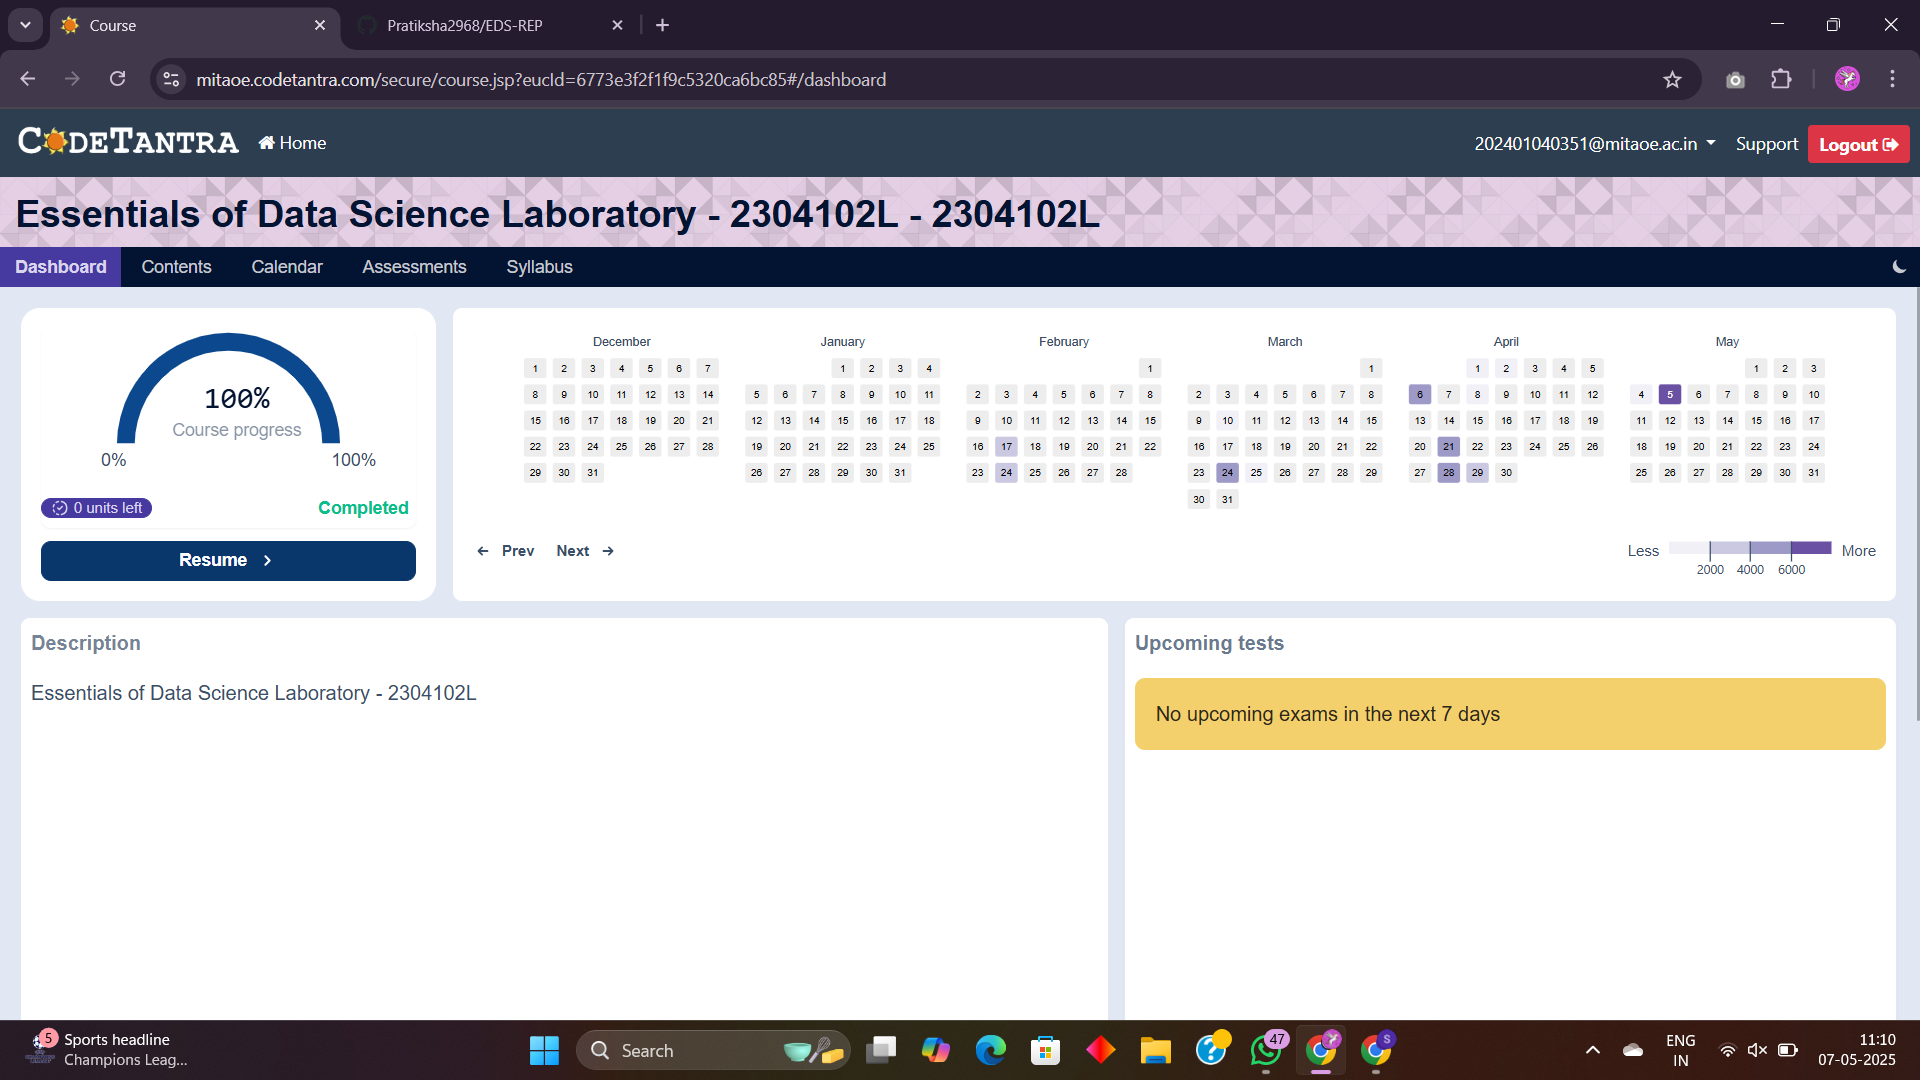 Course
Pratiksha2968/EDS-REP
mitaoe.codetantra.com/secure/course.jsp?eucId=6773e3f2f1f9c5320ca6bc85#/dashboard
CODETANTRA
Home
202401040351@mitaoe.ac.in
Support
Logout
Essentials of Data Science Laboratory - 2304102L - 2304102L
Dashboard Contents Calendar Assessments Syllabus
100%
Course progress
0% 100%
0 units left
Completed
Resume
December
1 2 3 4 5 6 7
8 9 10 11 12 13 14
15 16 17 18 19 20 21
22 23 24 25 26 27 28
29 30 31
January
1 2 3 4
5 6 7 8 9 10 11
12 13 14 15 16 17 18
19 20 21 22 23 24 25
26 27 28 29 30 31
February
1
2 3 4 5 6 7 8
9 10 11 12 13 14 15
16 17 18 19 20 21 22
23 24 25 26 27 28
March
1
2 3 4 5 6 7 8
9 10 11 12 13 14 15
16 17 18 19 20 21 22
23 24 25 26 27 28 29
30 31
April
1 2 3 4 5
6 7 8 9 10 11 12
13 14 15 16 17 18 19
20 21 22 23 24 25 26
27 28 29 30
May
1 2 3
4 5 6 7 8 9 10
11 12 13 14 15 16 17
18 19 20 21 22 23 24
25 26 27 28 29 30 31
Prev Next
Less More
2000 4000 6000
Description
Essentials of Data Science Laboratory - 2304102L
Upcoming tests
No upcoming exams in the next 7 days
5
Sports headline
Champions Leag...
Search
47
S
ENG
IN
11:10
07-05-2025